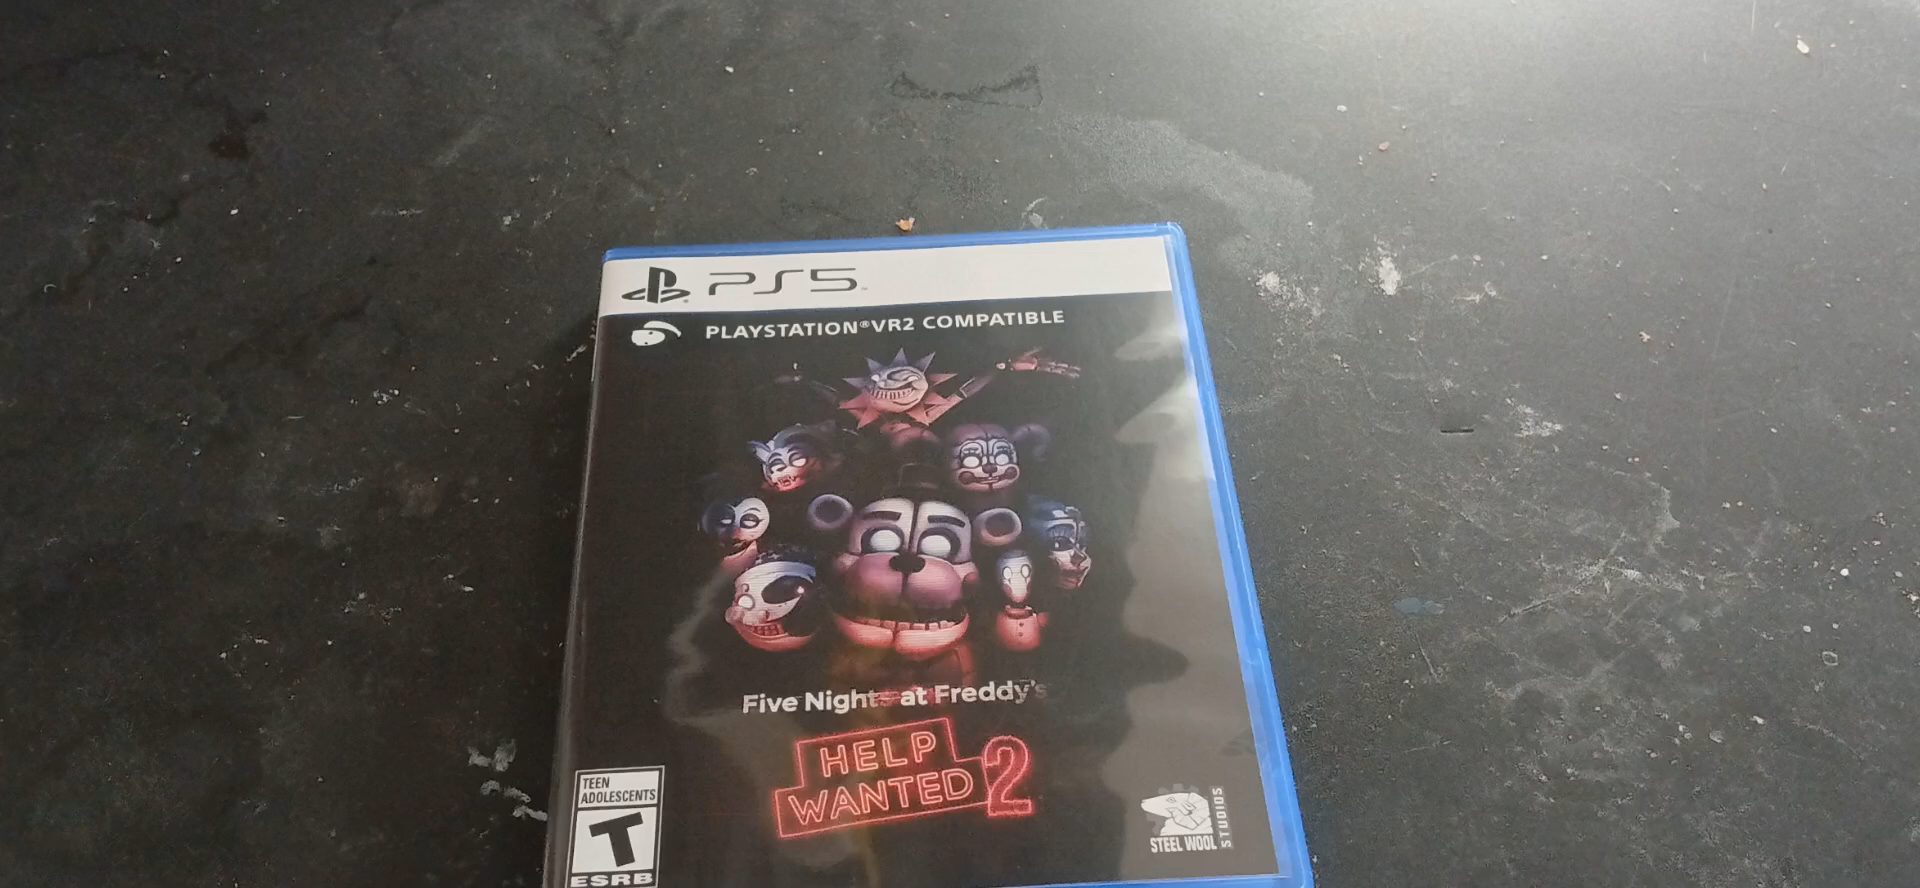 PS5
PLAYSTATION®VR2 COMPATIBLE
Five Nights at Freddy's
HELP
WANTED 2
TEEN
ADOLESCENTS
T
ESRB
STEEL WOOL
STUDIOS